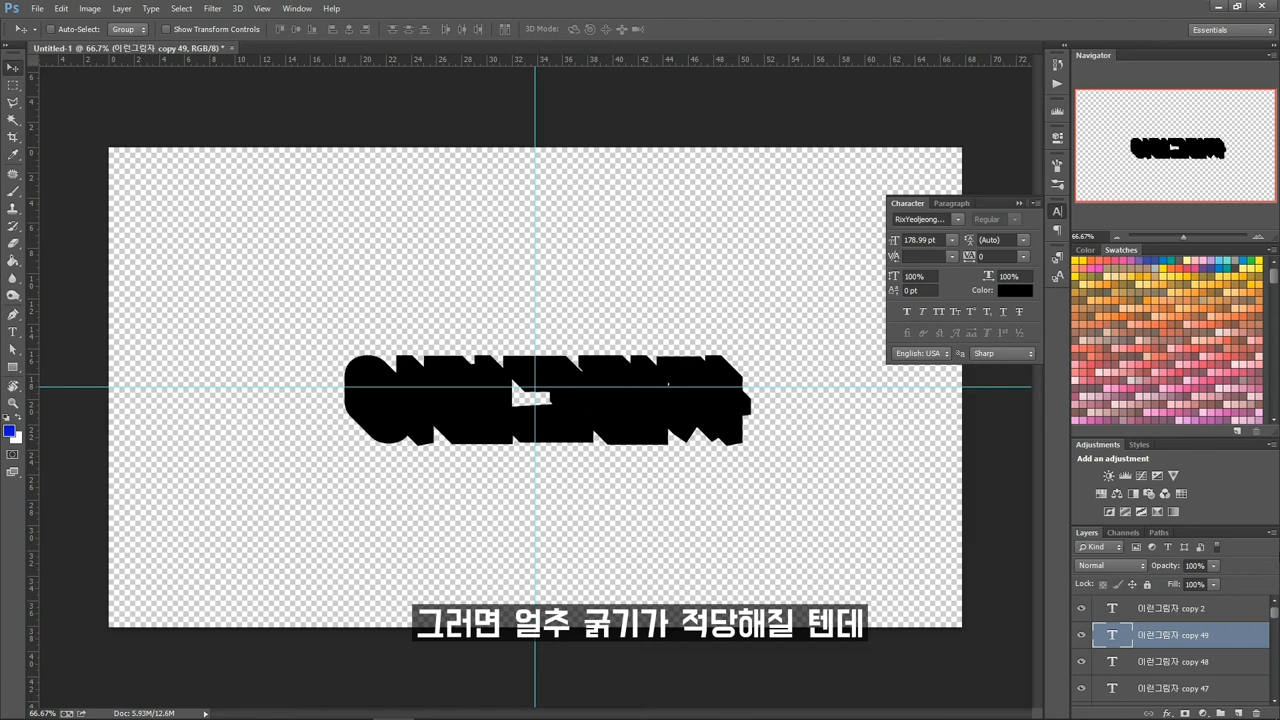 Ps File Edit Image Layer Type Select Filter 3D View Window Help
Auto-Select: Group Show Transform Controls 3D Mode: Essentials
Untitled-1 @ 66.7% (이런그림자 copy 49, RGB/8) *
Navigator
66.67%
Character Paragraph
RixYeoljeong... Regular
178.99 pt (Auto)
0
100% 100%
0 pt Color:
English: USA Sharp
Color Swatches
Adjustments Styles
Add an adjustment
Layers Channels Paths
Kind
Normal Opacity: 100%
Lock: Fill: 100%
이런그림자 copy 2
이런그림자 copy 49
이런그림자 copy 48
이런그림자 copy 47
그러면 얼추 굵기가 적당해질 텐데
66.67% Doc: 5.93M/12.6M